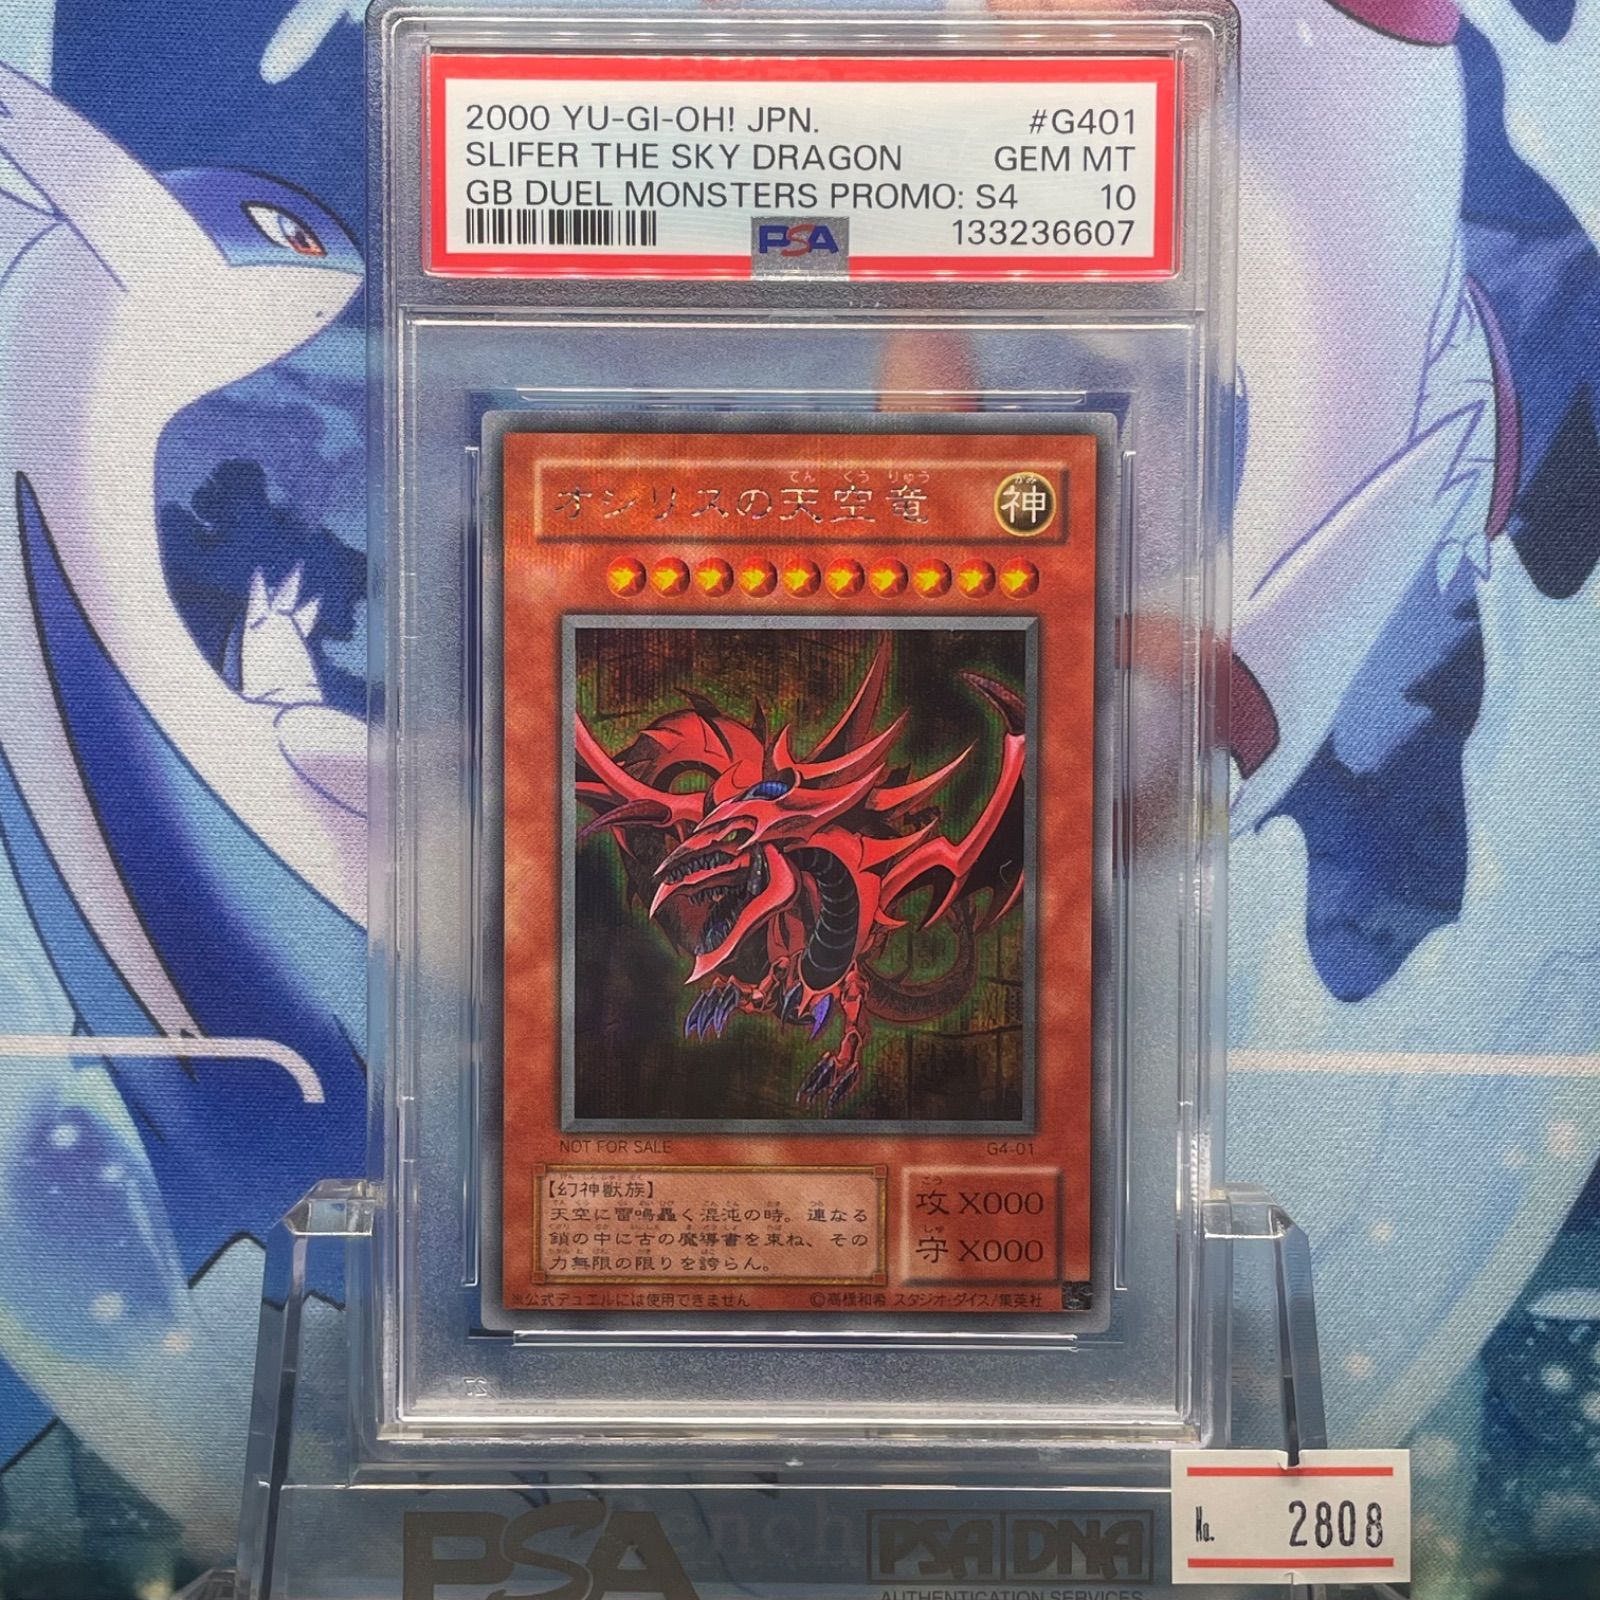 2000 YU-GI-OH! JPN. #G401
SLIFER THE SKY DRAGON GEM MT
GB DUEL MONSTERS PROMO: S4 10
PSA 133236607
てん くう りゅう
オシリスの天空竜
かみ
神
NOT FOR SALE G4-01
【幻神獣族】
天空に雷鳴轟く混沌の時。連なる
鎖の中に古の魔導書を束ね、その
力無限の限りを誇らん。
こう
攻 X000
しゅ
守 X000
※公式デュエルには使用できません ©高橋和希 スタジオ・ダイス/集英社
PSA PSA DNA
AUTHENTICATION SERVICES
No. 2808